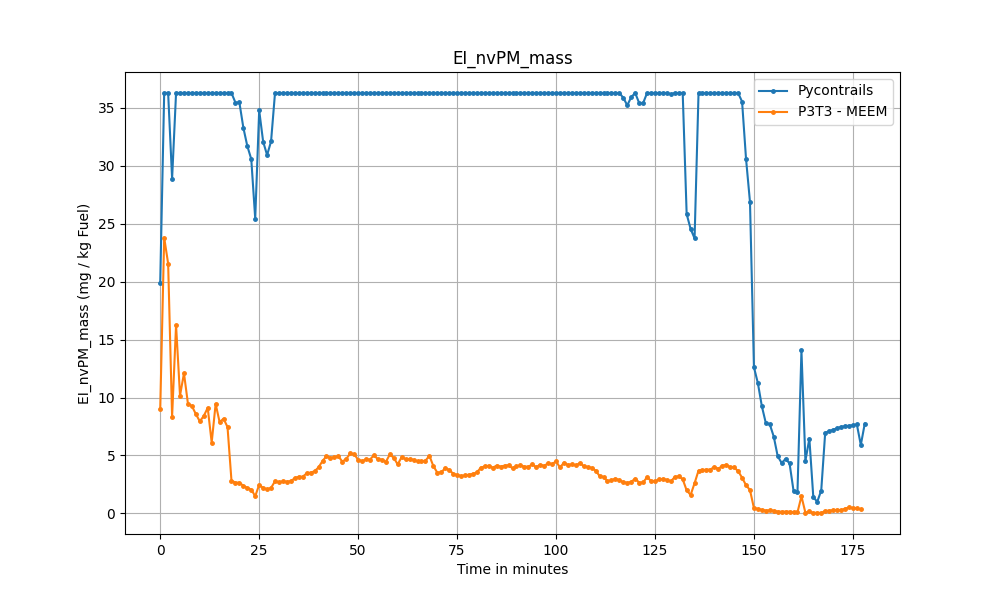 EI_nvPM_mass
Pycontrails
P3T3 - MEEM
EI_nvPM_mass (mg / kg Fuel)
35
30
25
20
15
10
5
0
0 25 50 75 100 125 150 175
Time in minutes